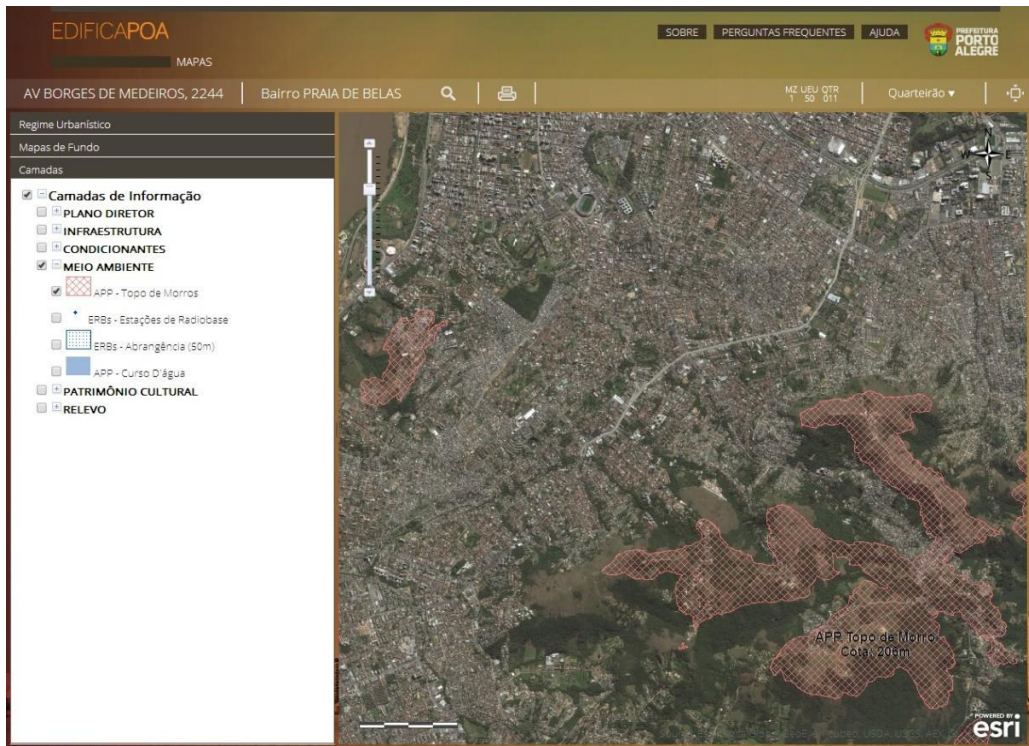 EDIFICAPOA
MAPAS
SOBRE PERGUNTAS FREQUENTES AJUDA
PREFEITURA
PORTO
ALEGRE
AV BORGES DE MEDEIROS, 2244 Bairro PRAIA DE BELAS
MZ UEU QTR
1 50 011
Quarteirão
Regime Urbanístico
Mapas de Fundo
Camadas
Camadas de Informação
PLANO DIRETOR
INFRAESTRUTURA
CONDICIONANTES
MEIO AMBIENTE
APP - Topo de Morros
ERBs - Estações de Radiobase
ERBs - Abrangência (50m)
APP - Curso D'água
PATRIMÔNIO CULTURAL
RELEVO
N
W E
S
APP Topo de Morro
Cota: 208m
POWERED BY
esri